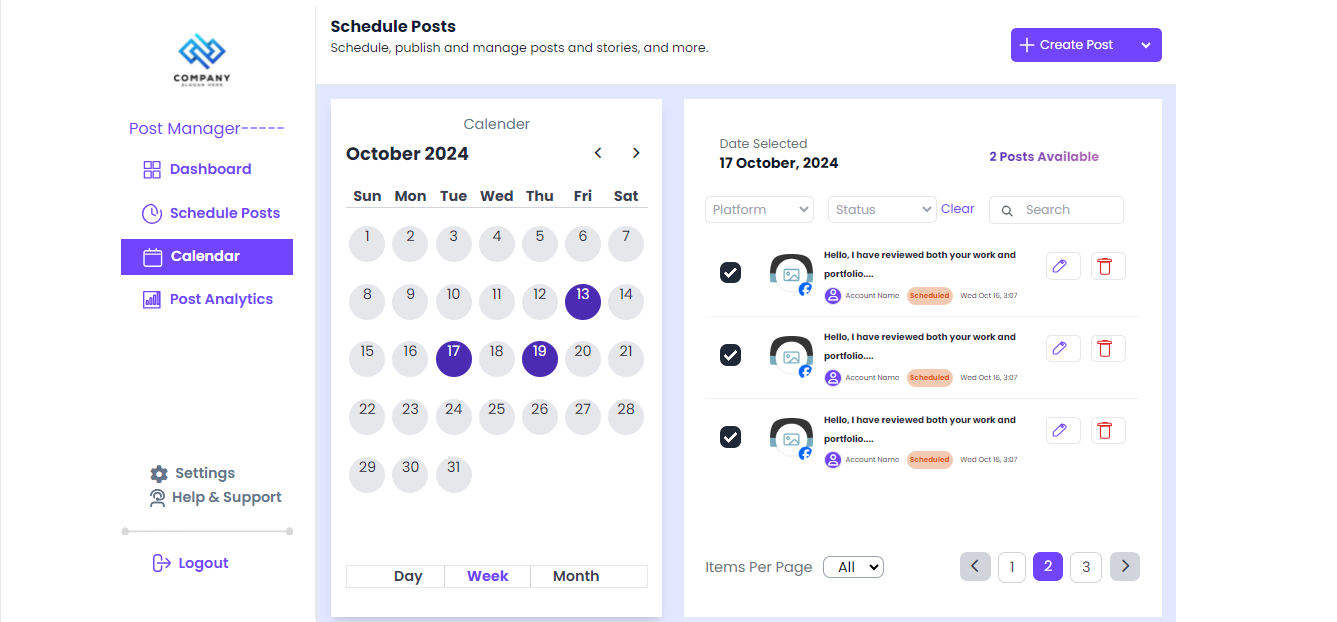 COMPANY
SLOGAN HERE
Post Manager-----
Dashboard
Schedule Posts
Calendar
Post Analytics
Settings
Help & Support
Logout
Schedule Posts
Schedule, publish and manage posts and stories, and more.
Create Post
Calender
October 2024
Sun Mon Tue Wed Thu Fri Sat
1 2 3 4 5 6 7
8 9 10 11 12 13 14
15 16 17 18 19 20 21
22 23 24 25 26 27 28
29 30 31
Day Week Month
Date Selected
17 October, 2024
2 Posts Available
Platform Status Clear Search
Hello, I have reviewed both your work and
portfolio....
Account Name Scheduled Wed Oct 16, 3:07
Hello, I have reviewed both your work and
portfolio....
Account Name Scheduled Wed Oct 16, 3:07
Hello, I have reviewed both your work and
portfolio....
Account Name Scheduled Wed Oct 16, 3:07
Items Per Page All 1 2 3